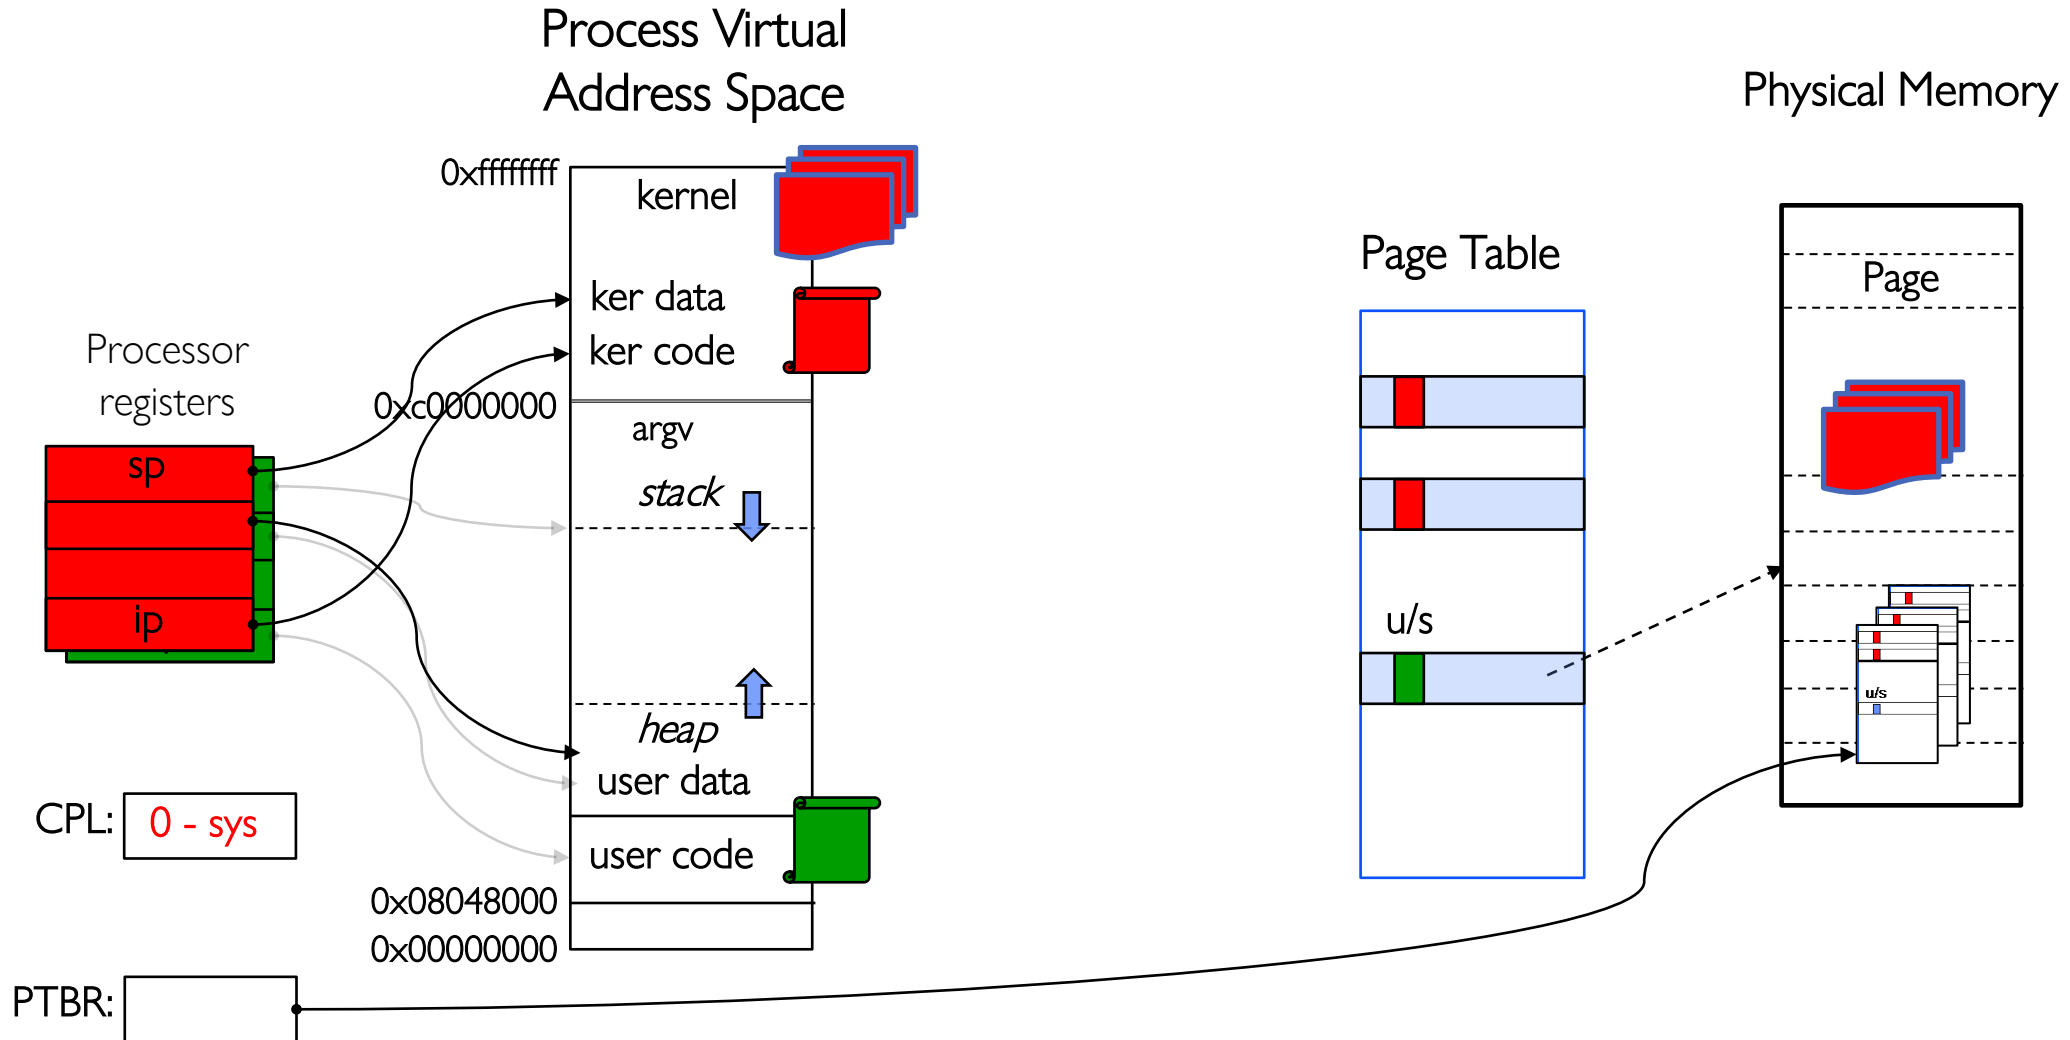 Process Virtual
Address Space
Physical Memory
0xffffffff
kernel
Page Table
Page
ker data
Processor
registers
ker code
0xc0000000
argv
sp
stack
ip
u/s
u/s
heap
user data
CPL:
0 - sys
user code
0x08048000
0x00000000
PTBR: